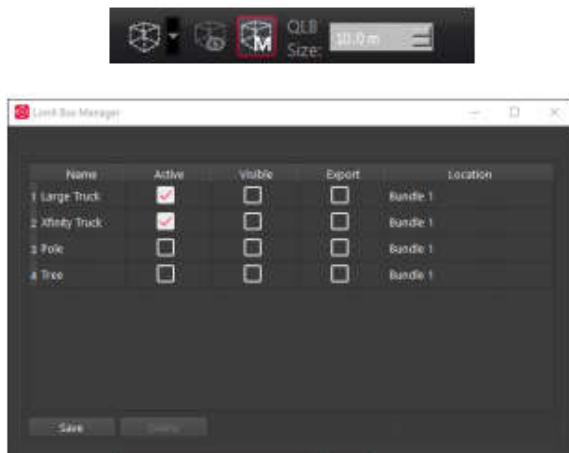 QLB
Size: 10.0 m
M
Limit Box Manager
Name Active Visible Export Location
1 Large Truck Bundle 1
2 Xfinity Truck Bundle 1
3 Pole Bundle 1
4 Tree Bundle 1
Save Delete